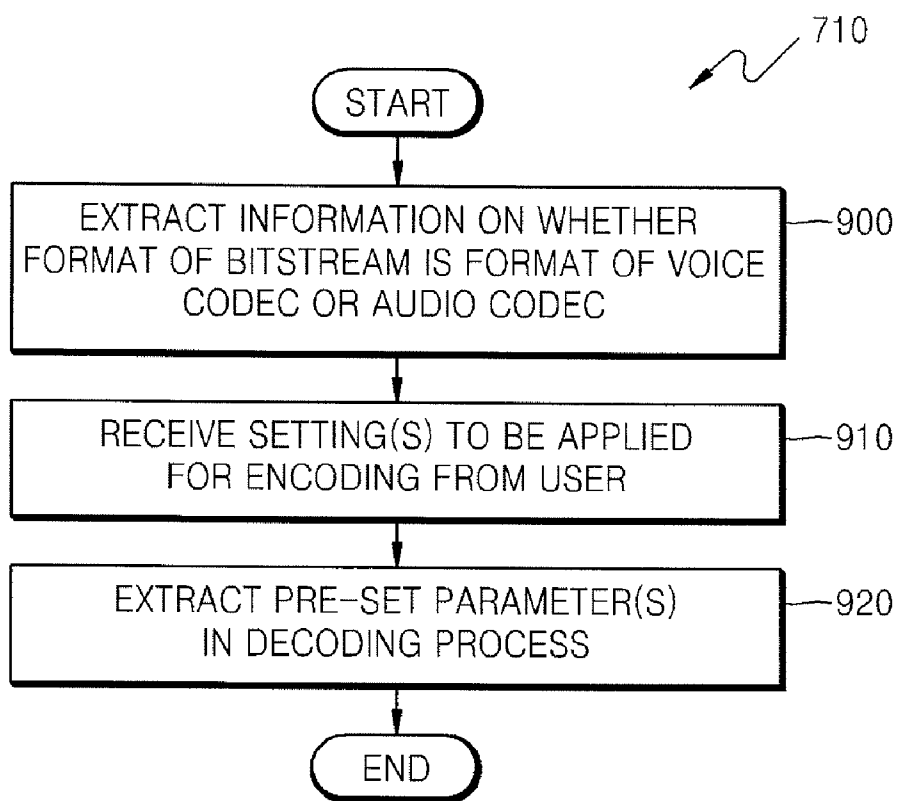 710
START
EXTRACT INFORMATION ON WHETHER
FORMAT OF BITSTREAM IS FORMAT OF VOICE
CODEC OR AUDIO CODEC
900
RECEIVE SETTING(S) TO BE APPLIED
FOR ENCODING FROM USER
910
EXTRACT PRE-SET PARAMETER(S)
IN DECODING PROCESS
920
END